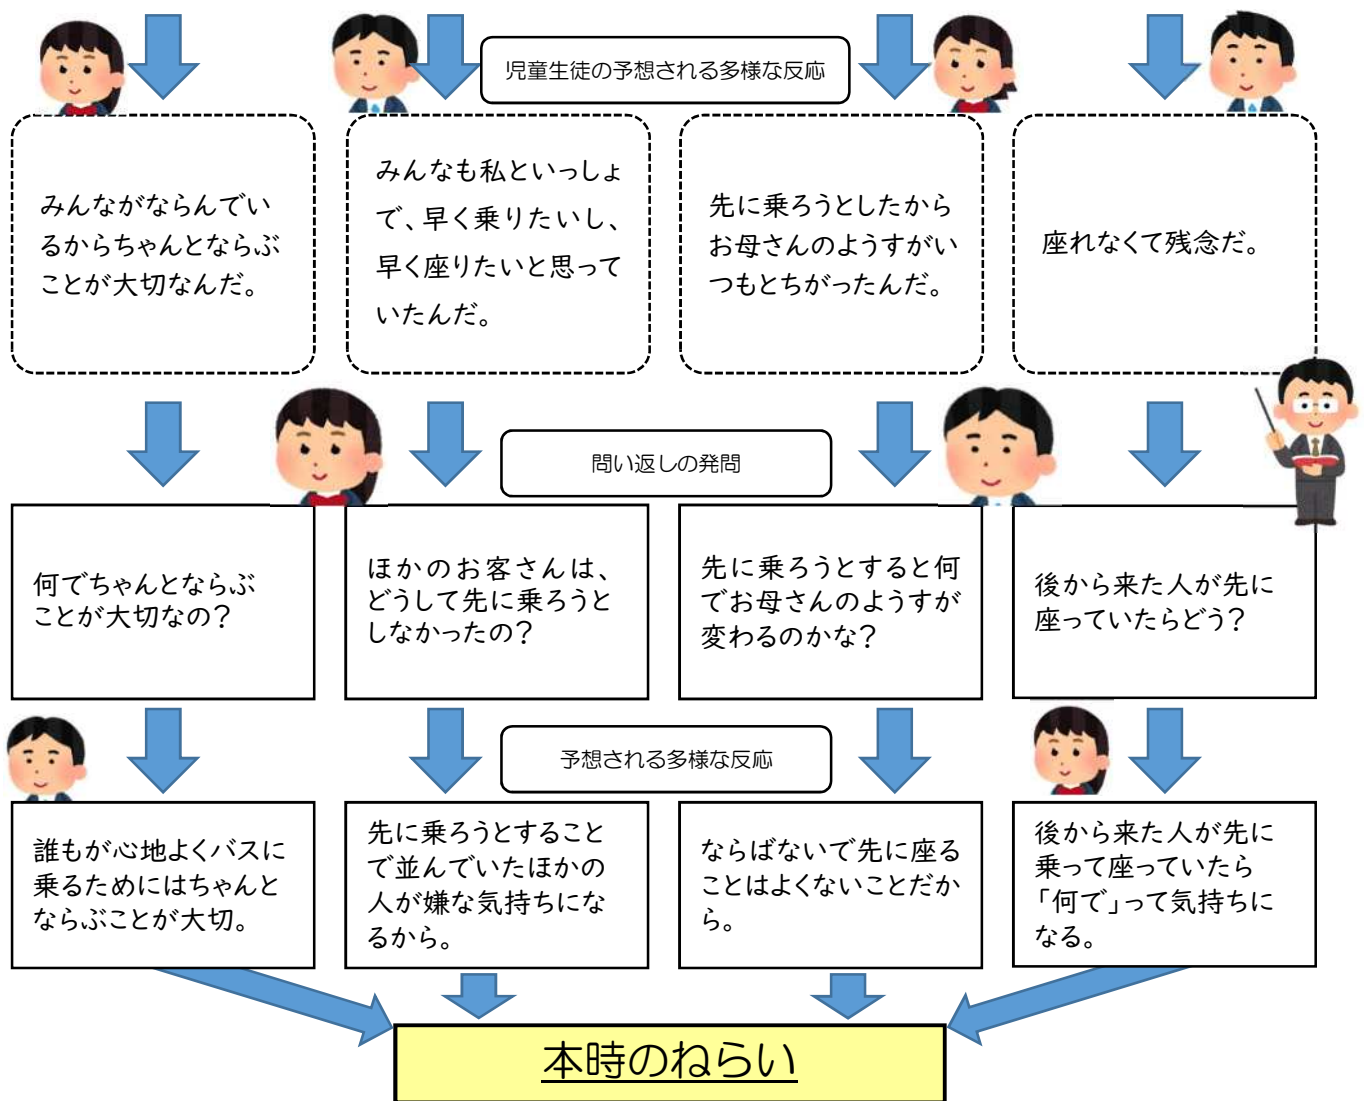 児童生徒の予想される多様な反応
みんながならんでい
るからちゃんとならぶ
ことが大切なんだ。
みんなも私といっしょ
で、早く乗りたいし、
早く座りたいと思って
いたんだ。
先に乗ろうとしたから
お母さんのようすがい
つもとちがったんだ。
座れなくて残念だ。
問い返しの発問
何でちゃんとならぶ
ことが大切なの？
ほかのお客さんは、
どうして先に乗ろうと
しなかったの？
先に乗ろうとすると何
でお母さんのようすが
変わるのかな？
後から来た人が先に
座っていたらどう？
予想される多様な反応
誰もが心地よくバスに
乗るためにはちゃんと
ならぶことが大切。
先に乗ろうとすること
で並んでいたほかの
人が嫌な気持ちにな
るから。
ならばないで先に座る
ことはよくないことだか
ら。
後から来た人が先に
乗って座っていたら
「何で」って気持ちに
なる。
本時のねらい